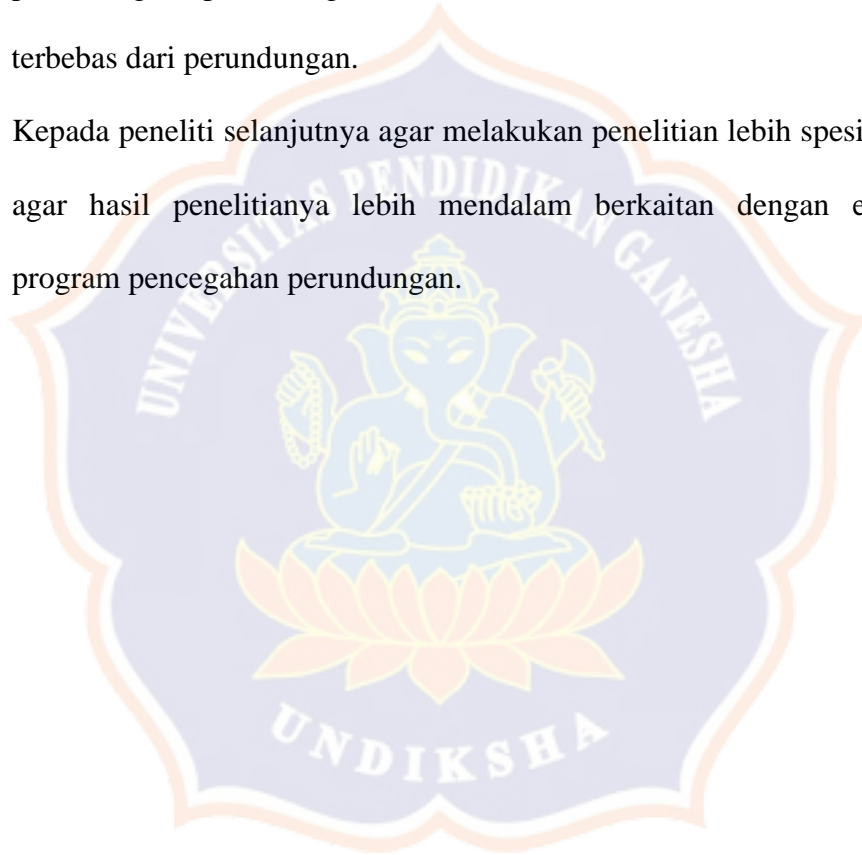 terbebas dari perundungan.
Kepada peneliti selanjutnya agar melakukan penelitian lebih spesi
agar hasil penelitianya lebih mendalam berkaitan dengan e
program pencegahan perundungan.
UNIVERSITAS PENDIDIKAN GANESHA
UNDIKSHA